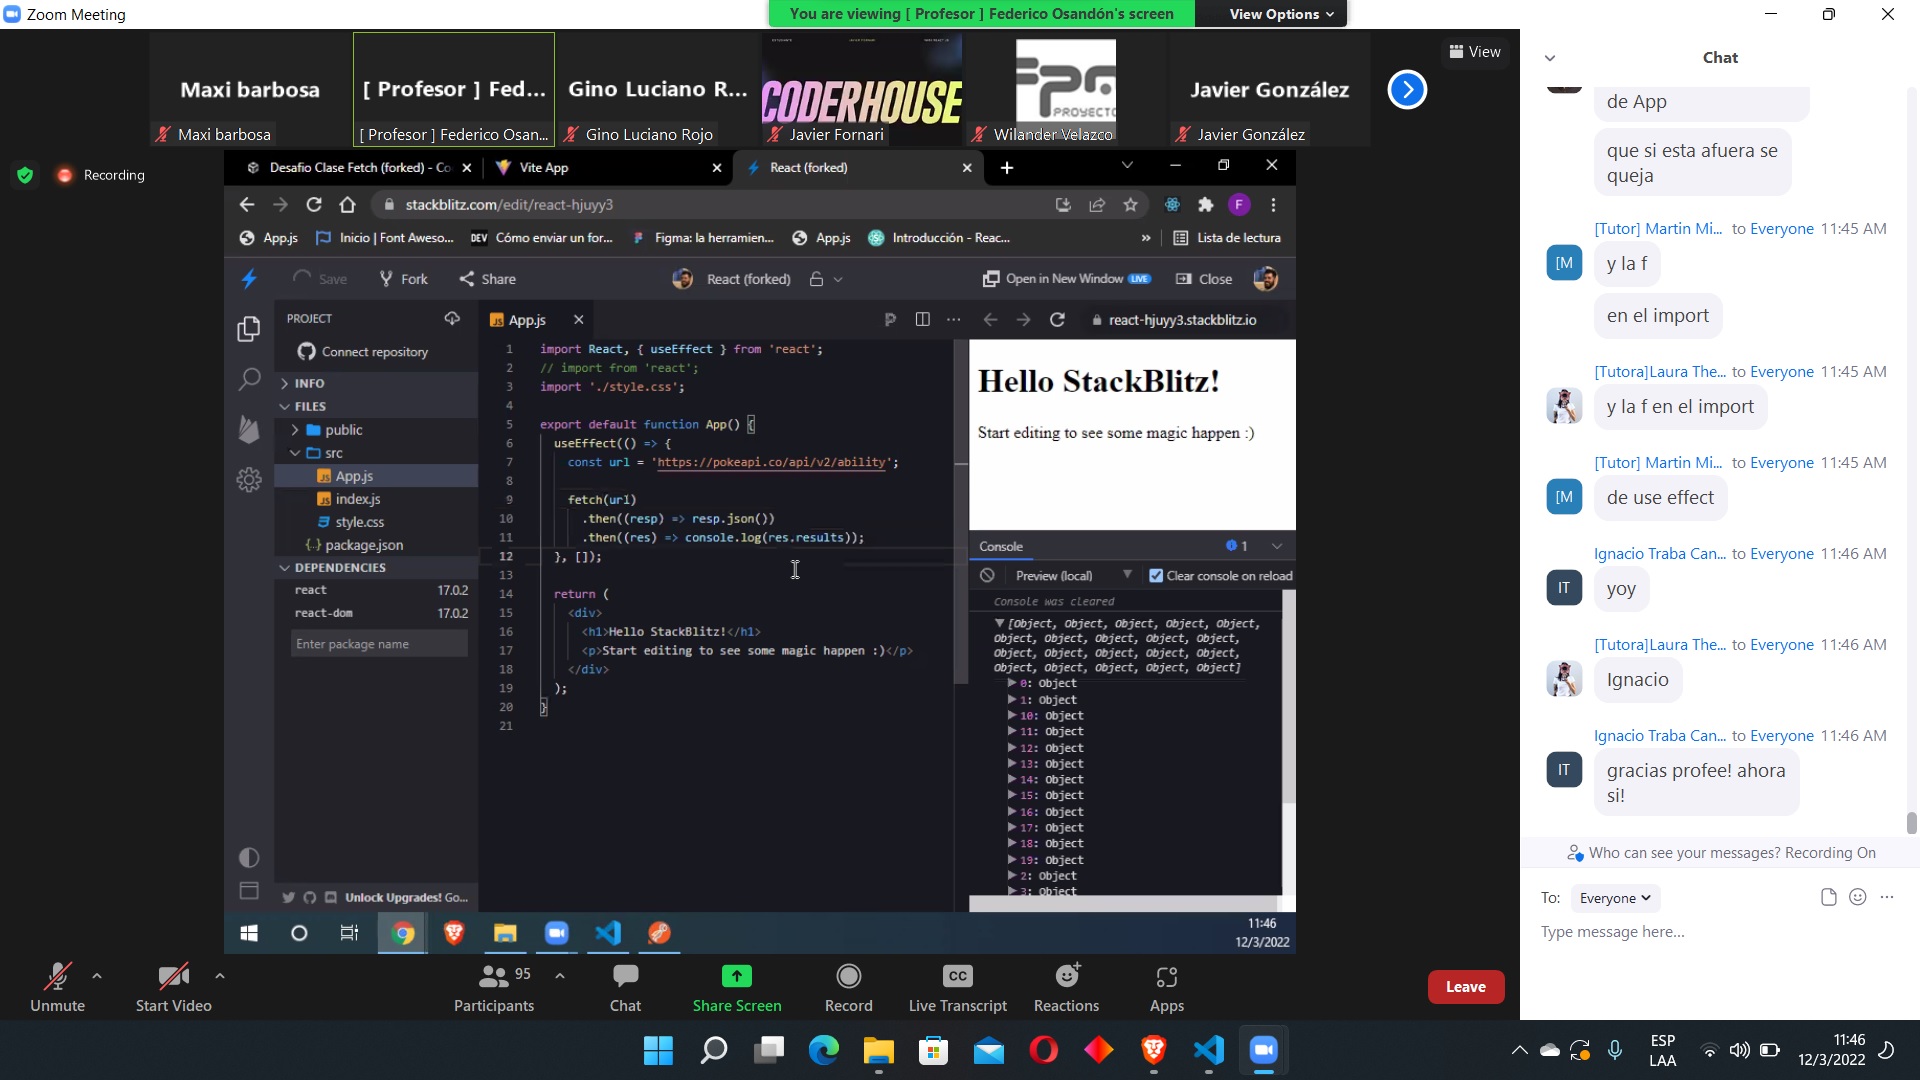 Zoom Meeting
You are viewing [ Profesor ] Federico Osandón's screen
View Options
Maxi barbosa
[ Profesor ] Fed...
Gino Luciano R...
CODERHOUSE
PROYECTO
Javier González
View
Maxi barbosa
[ Profesor ] Federico Osan...
Gino Luciano Rojo
Javier Fornari
Wilander Velazco
Javier González
Recording
Desafio Clase Fetch (forked) - Co
Vite App
React (forked)
stackblitz.com/edit/react-hjuyy3
F
App.js
Inicio | Font Aweso...
DEV Cómo enviar un for...
Figma: la herramien...
App.js
Introducción - Reac...
»
Lista de lectura
Save
Fork
Share
React (forked)
Open in New Window LIVE
Close
PROJECT
Connect repository
INFO
FILES
public
src
JS App.js
JS index.js
style.css
{..} package.json
DEPENDENCIES
react 17.0.2
react-dom 17.0.2
Enter package name
Unlock Upgrades! Go...
JS App.js
react-hjuyy3.stackblitz.io
1 import React, { useEffect } from 'react';
2 // import from 'react';
3 import './style.css';
4
5 export default function App() {
6 useEffect(() => {
7 const url = 'https://pokeapi.co/api/v2/ability';
8
9 fetch(url)
10 .then((resp) => resp.json())
11 .then((res) => console.log(res.results));
12 }, []);
13
14 return (
15 <div>
16 <h1>Hello StackBlitz!</h1>
17 <p>Start editing to see some magic happen :)</p>
18 </div>
19 );
20 }
21
Hello StackBlitz!
Start editing to see some magic happen :)
Console
1
Preview (local)
Clear console on reload
Console was cleared
[Object, Object, Object, Object, Object,
Object, Object, Object, Object, Object,
Object, Object, Object, Object, Object,
Object, Object, Object, Object, Object]
0: Object
1: Object
10: Object
11: Object
12: Object
13: Object
14: Object
15: Object
16: Object
17: Object
18: Object
19: Object
2: Object
3: Object
11:46
12/3/2022
Unmute
Start Video
95
Participants
Chat
Share Screen
Record
CC
Live Transcript
Reactions
Apps
Leave
Chat
de App
que si esta afuera se
queja
[Tutor] Martin Mi... to Everyone 11:45 AM
[M
y la f
en el import
[Tutora]Laura The... to Everyone 11:45 AM
y la f en el import
[Tutor] Martin Mi... to Everyone 11:45 AM
[M
de use effect
Ignacio Traba Can... to Everyone 11:46 AM
IT
yoy
[Tutora]Laura The... to Everyone 11:46 AM
Ignacio
Ignacio Traba Can... to Everyone 11:46 AM
IT
gracias profee! ahora
si!
Who can see your messages? Recording On
To: Everyone
Type message here...
ESP
LAA
11:46
12/3/2022